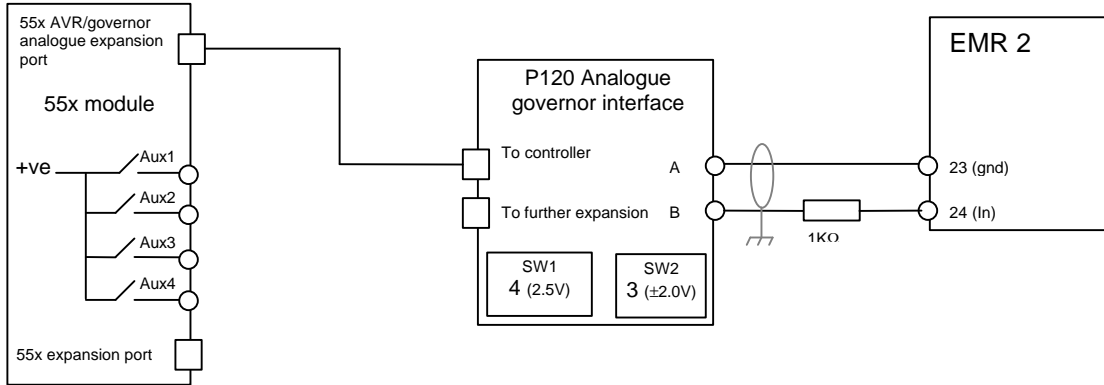 55x AVR/governor
analogue expansion
port
55x module
+ve
Aux1
Aux2
Aux3
Aux4
55x expansion port
P120 Analogue
governor interface
To controller
A
To further expansion
B
SW1
4 (2.5V)
SW2
3 (±2.0V)
1KΩ
EMR 2
23 (gnd)
24 (In)